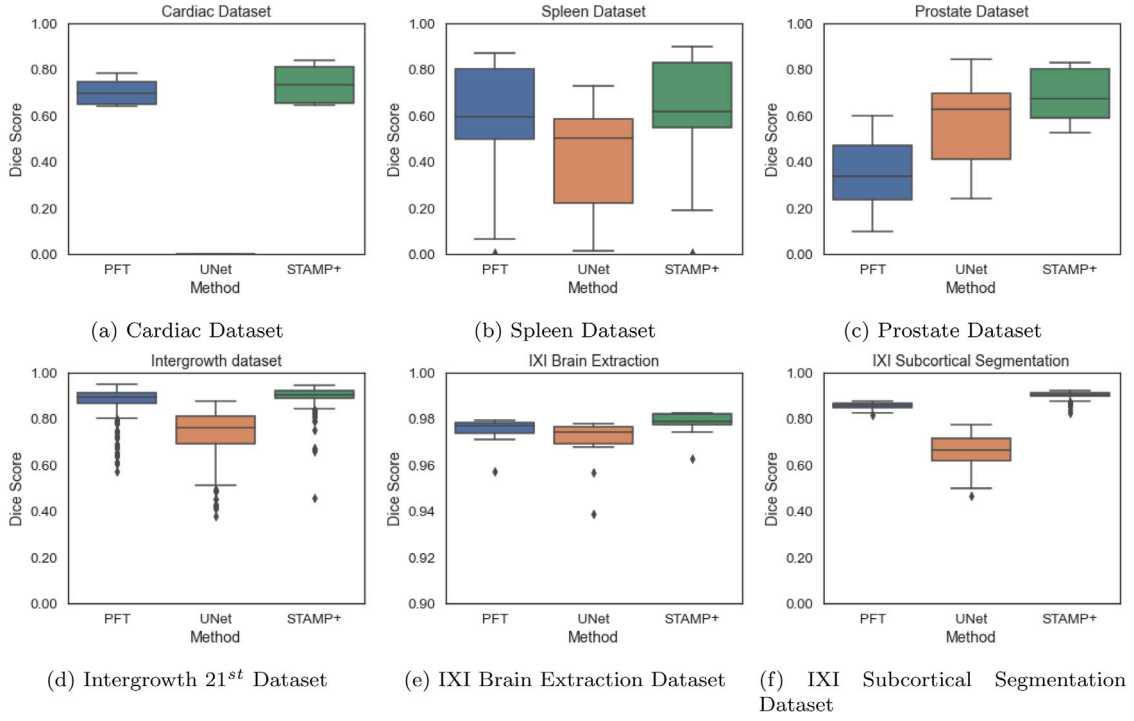 Cardiac Dataset
1.00
0.80
0.60
0.40
0.20
0.00
Dice Score
PFT
UNet
STAMP+
Method
(a) Cardiac Dataset
Spleen Dataset
1.00
0.80
0.60
0.40
0.20
0.00
Dice Score
PFT
UNet
STAMP+
Method
(b) Spleen Dataset
Prostate Dataset
1.00
0.80
0.60
0.40
0.20
0.00
Dice Score
PFT
UNet
STAMP+
Method
(c) Prostate Dataset
Intergrowth dataset
1.00
0.80
0.60
0.40
0.20
0.00
Dice Score
PFT
UNet
STAMP+
Method
(d) Intergrowth 21st Dataset
IXI Brain Extraction
1.00
0.98
0.96
0.94
0.92
0.90
Dice Score
PFT
UNet
STAMP+
Method
(e) IXI Brain Extraction Dataset
IXI Subcortical Segmentation
1.00
0.80
0.60
0.40
0.20
0.00
Dice Score
PFT
UNet
STAMP+
Method
(f) IXI Subcortical Segmentation
Dataset